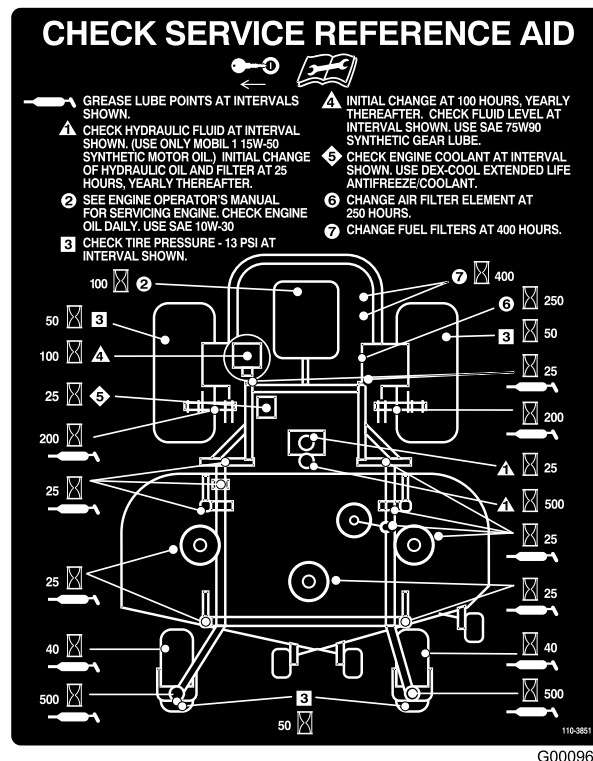 CHECK SERVICE REFERENCE AID
GREASE LUBE POINTS AT INTERVALS
SHOWN.
1 CHECK HYDRAULIC FLUID AT INTERVAL
SHOWN. (USE ONLY MOBIL 1 15W-50
SYNTHETIC MOTOR OIL.) INITIAL CHANGE
OF HYDRAULIC OIL AND FILTER AT 25
HOURS, YEARLY THEREAFTER.
2 SEE ENGINE OPERATOR'S MANUAL
FOR SERVICING ENGINE. CHECK ENGINE
OIL DAILY. USE SAE 10W-30
3 CHECK TIRE PRESSURE - 13 PSI AT
INTERVAL SHOWN.
4 INITIAL CHANGE AT 100 HOURS, YEARLY
THEREAFTER. CHECK FLUID LEVEL AT
INTERVAL SHOWN. USE SAE 75W90
SYNTHETIC GEAR LUBE.
5 CHECK ENGINE COOLANT AT INTERVAL
SHOWN. USE DEX-COOL EXTENDED LIFE
ANTIFREEZE/COOLANT.
6 CHANGE AIR FILTER ELEMENT AT
250 HOURS.
7 CHANGE FUEL FILTERS AT 400 HOURS.
100 2
7 400
6 250
50 3
3 50
100 4
25
25 5
200
200
1 25
25
1 500
25
25
25
40
40
500
500
3
50
110-3851
G00096